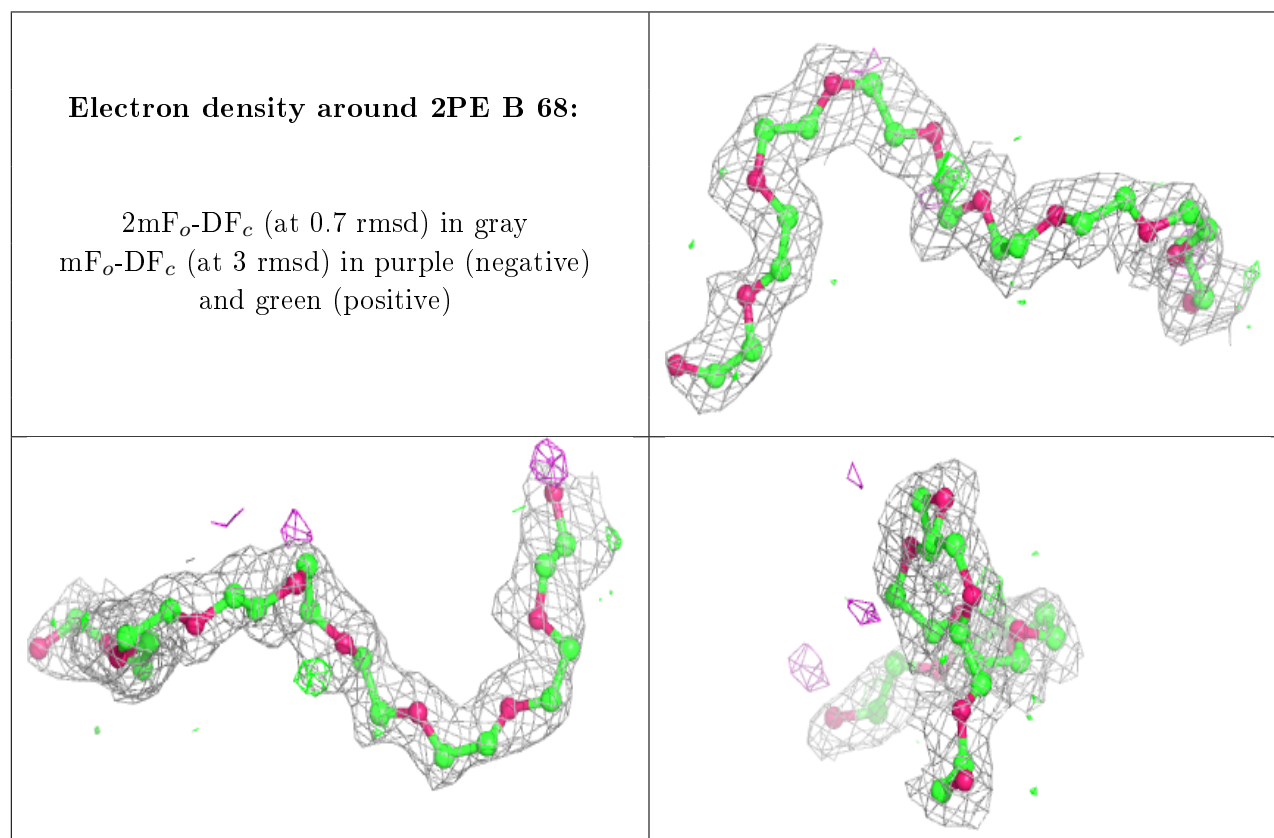 Electron density around 2PE B 68:
2mFo-DFc (at 0.7 rmsd) in gray
mFo-DFc (at 3 rmsd) in purple (negative)
and green (positive)